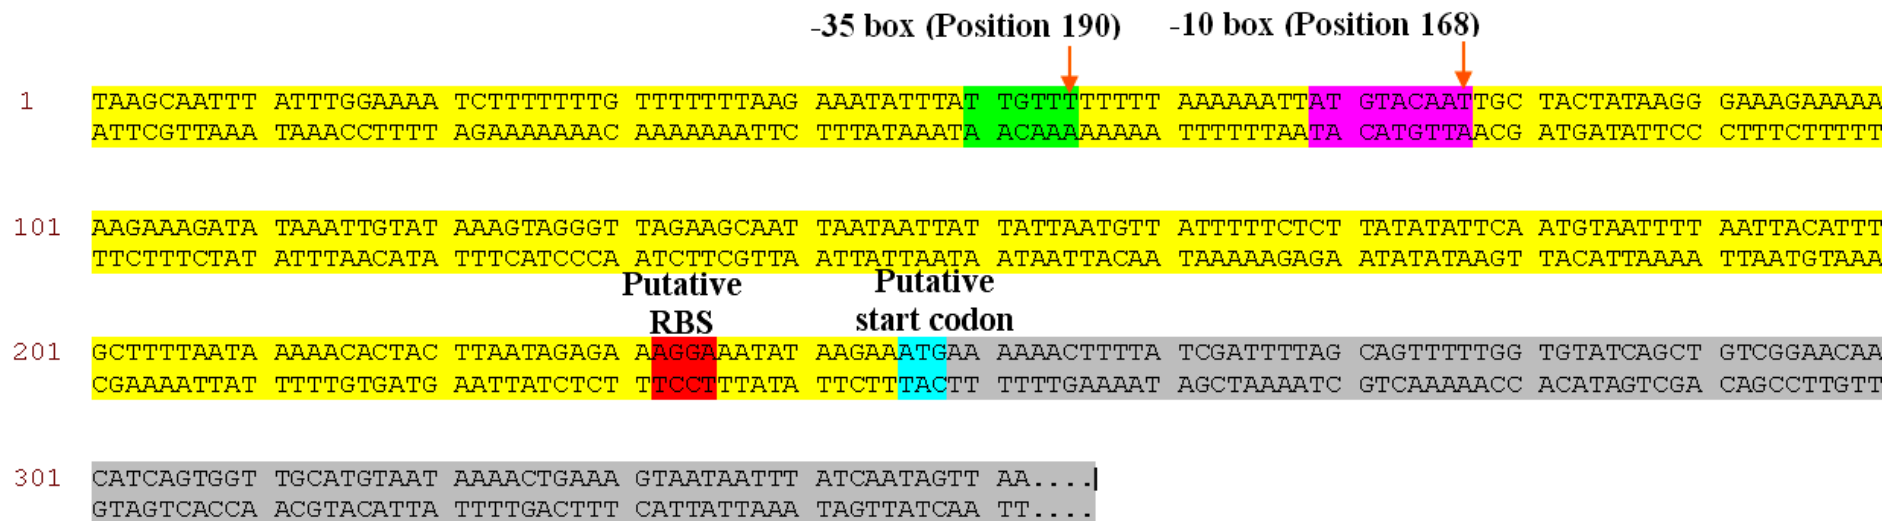 -35 box (Position 190) -10 box (Position 168)
1 TAAGCAATTT ATTTGGAAAA TCTTTTTTTG TTTTTTTAAG AAATATTTAT TGTTTTTTTT AAAAAAATTAT GTACAATTGC TACTATAAGG GAAAGAAAAA
ATTCGTTAAA TAAACCTTTT AGAAAAAAAC AAAAAAATTC TTTATAAATA ACAAAAAAAA TTTTTTAATA CATGTTAACG ATGATATTCC CTTTCTTTTT
101 AAGAAAGATA TAAATTGTAT AAAGTAGGGT TAGAAGCAAT TAATAATTAT TATTAATGTT ATTTTTCTCT TATATATTCA ATGTAATTTT AATTACATTT
TTCTTTCTAT ATTTAACATA TTTCATCCCA ATCTTCGTTA ATTATTAATA ATAATTACAA TAAAAAGAGA ATATATAAGT TACATTAAAA TTAATGTAAA
Putative Putative
RBS start codon
201 GCTTTTAATA AAAACACTAC TTAATAGAGA AAGGAAATAT AAGAAATGAA AAAACTTTTA TCGATTTTAG CAGTTTTTGG TGTATCAGCT GTCGGAACAA
CGAAAATTAT TTTTGTGATG AATTATCTCT TTCCTTTATA TTCTTTACTT TTTTGAAAAT AGCTAAAATC GTCAAAAACC ACATAGTCGA CAGCCTTGTT
301 CATCAGTGGT TGCATGTAAT AAAACTGAAA GTAATAATTT ATCAATAGTT AA....
GTAGTCACCA ACGTACATTA TTTTGACTTT CATTATTAAA TAGTTATCAA TT....